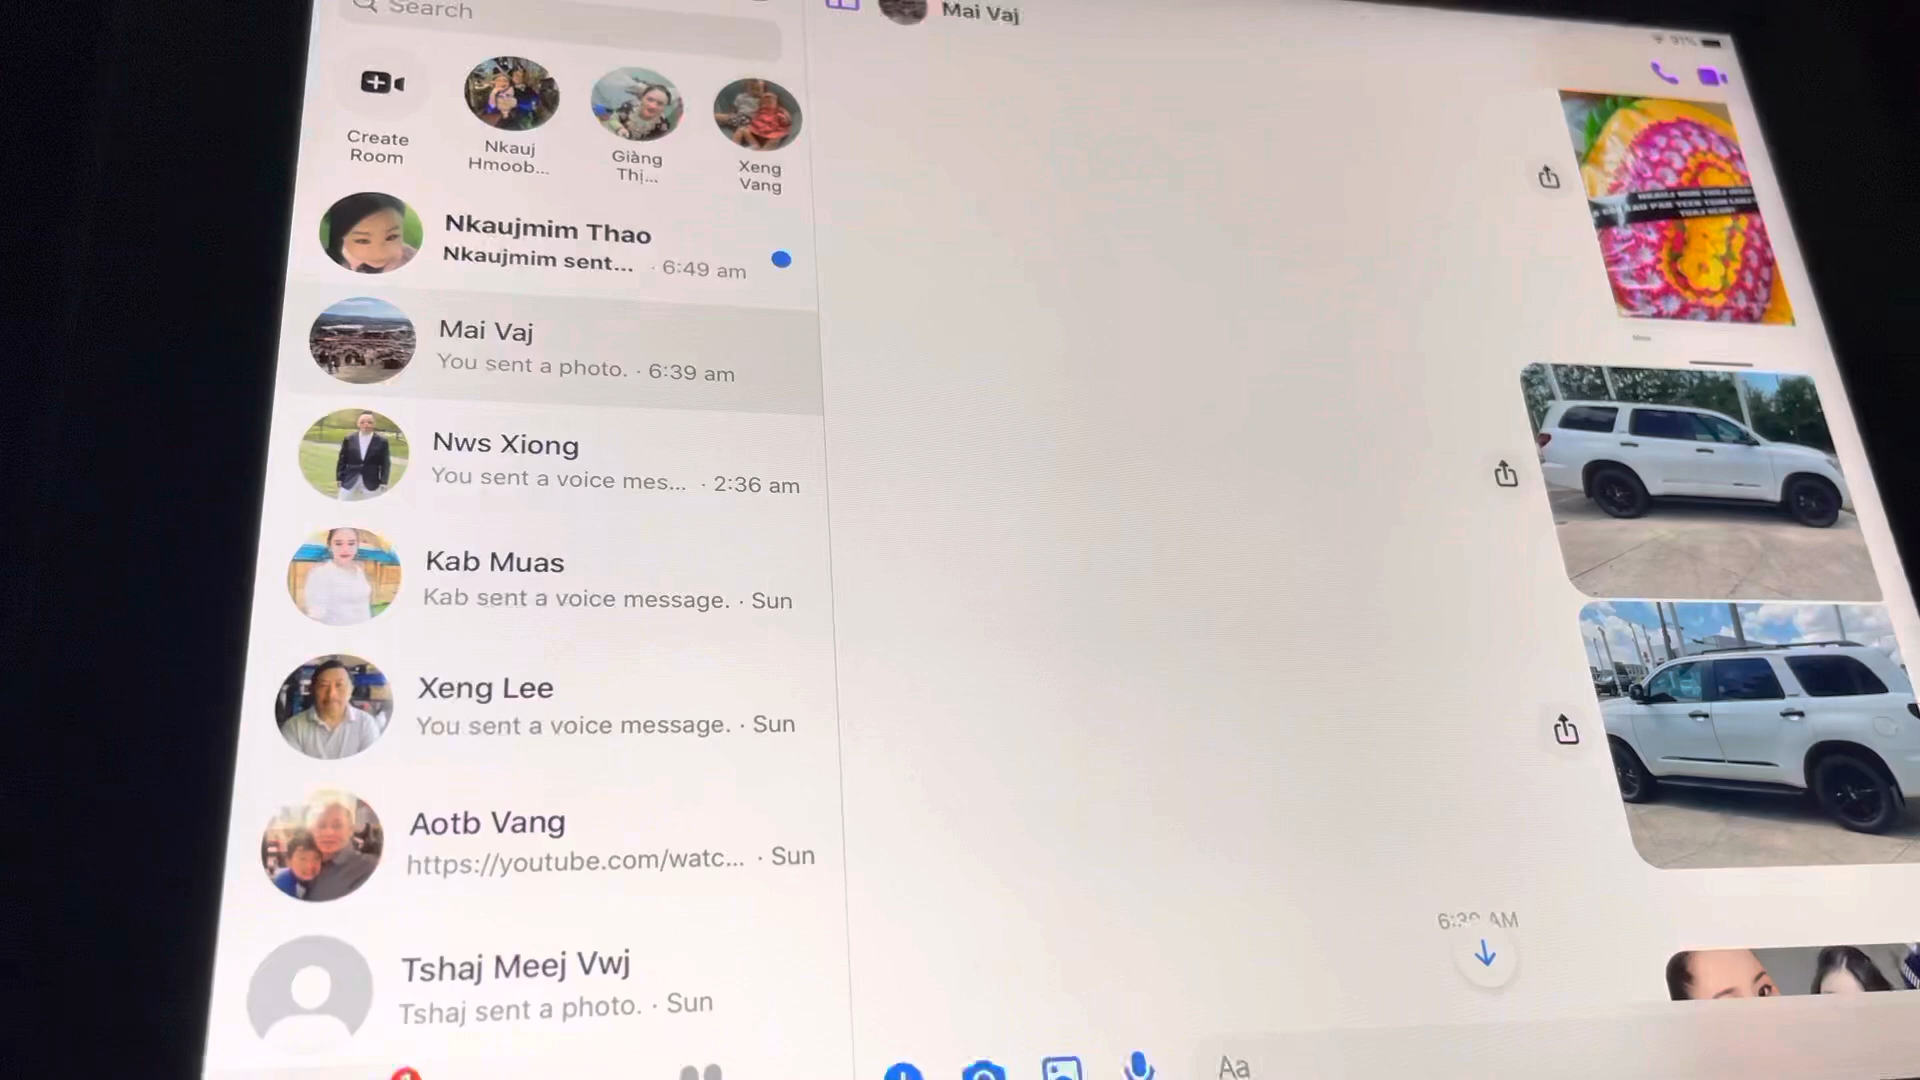 Search
Mai Vaj
91%
Create
Room
Nkauj
Hmoob...
Giàng
Thị...
Xeng
Vang
Nkaujmim Thao
Nkaujmim sent... · 6:49 am
Mai Vaj
You sent a photo. · 6:39 am
Nws Xiong
You sent a voice mes... · 2:36 am
Kab Muas
Kab sent a voice message. · Sun
Xeng Lee
You sent a voice message. · Sun
Aotb Vang
https://youtube.com/watc... · Sun
Tshaj Meej Vwj
Tshaj sent a photo. · Sun
AM
Aa